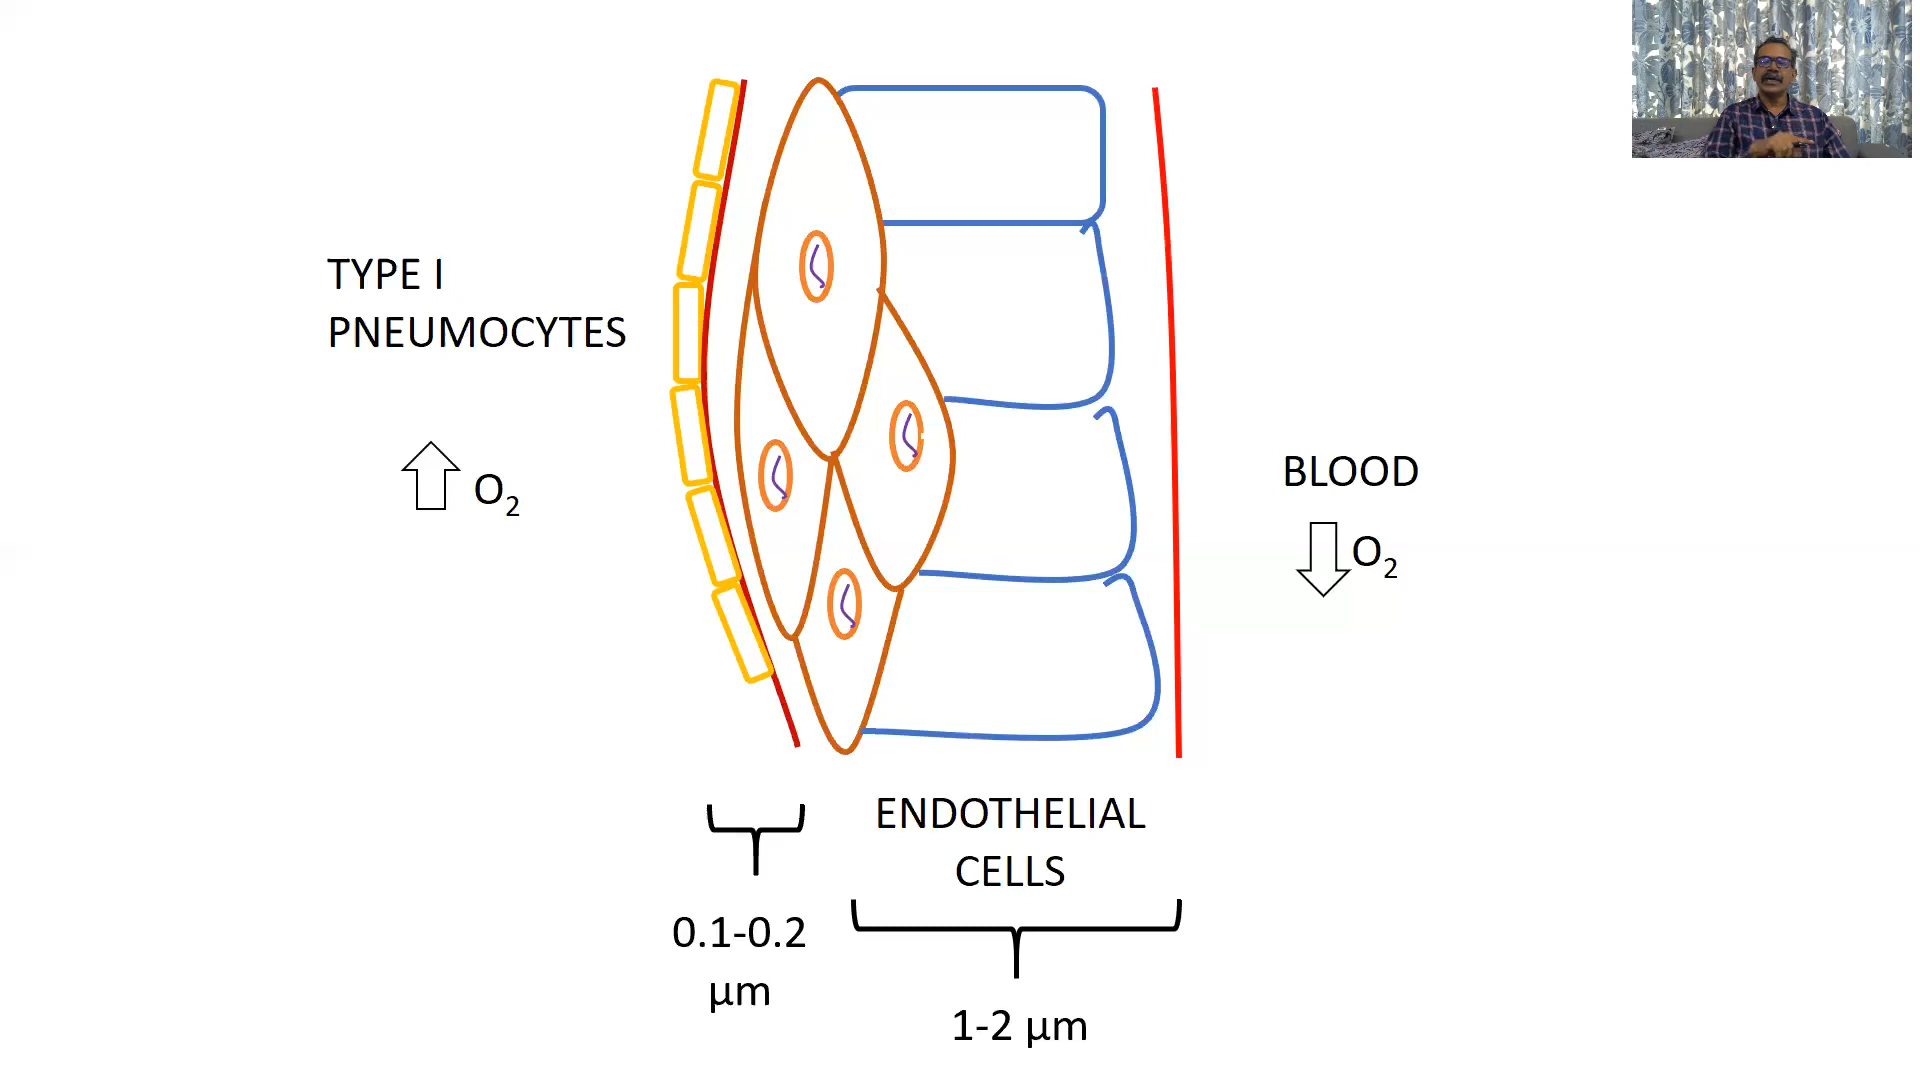 TYPE I
PNEUMOCYTES
O₂
BLOOD
O₂
ENDOTHELIAL
CELLS
0.1-0.2
μm
1-2 μm